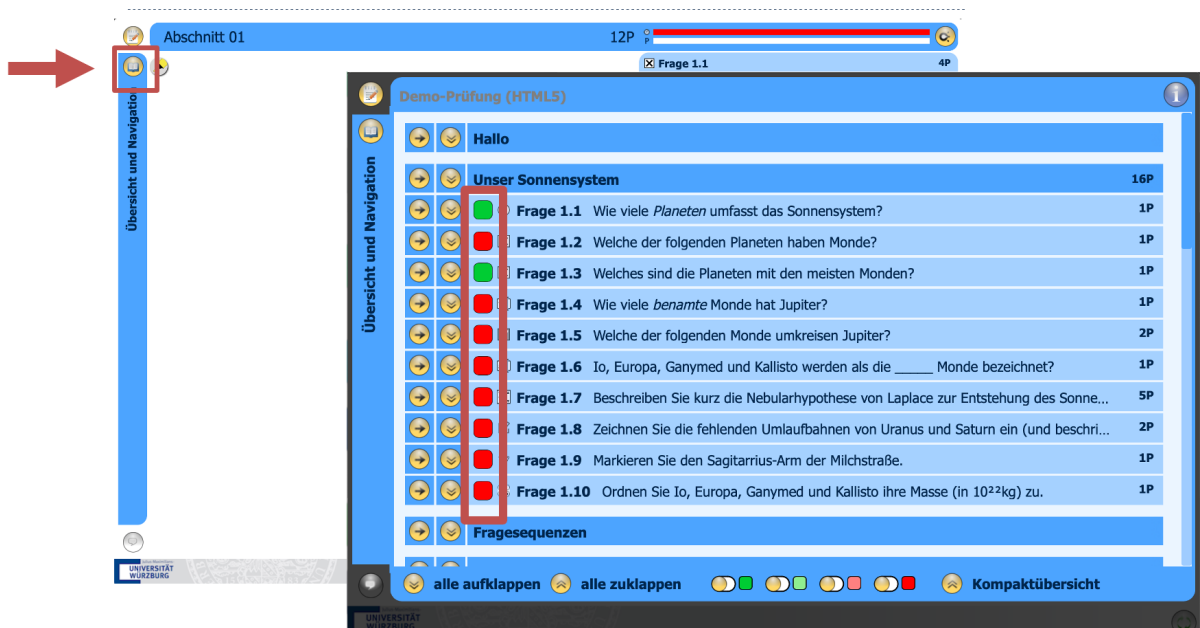 Abschnitt 01 12P
P
Frage 1.1 4P
Übersicht und Navigation
UNIVERSITÄT
WÜRZBURG
Demo-Prüfung (HTML5)
Übersicht und Navigation
Hallo
Unser Sonnensystem 16P
Frage 1.1 Wie viele Planeten umfasst das Sonnensystem? 1P
Frage 1.2 Welche der folgenden Planeten haben Monde? 1P
Frage 1.3 Welches sind die Planeten mit den meisten Monden? 1P
Frage 1.4 Wie viele benamte Monde hat Jupiter? 1P
Frage 1.5 Welche der folgenden Monde umkreisen Jupiter? 2P
Frage 1.6 Io, Europa, Ganymed und Kallisto werden als die _____ Monde bezeichnet? 1P
Frage 1.7 Beschreiben Sie kurz die Nebularhypothese von Laplace zur Entstehung des Sonne... 5P
Frage 1.8 Zeichnen Sie die fehlenden Umlaufbahnen von Uranus und Saturn ein (und beschri... 2P
Frage 1.9 Markieren Sie den Sagitarrius-Arm der Milchstraße. 1P
Frage 1.10 Ordnen Sie Io, Europa, Ganymed und Kallisto ihre Masse (in 10²²kg) zu. 1P
Fragesequenzen
alle aufklappen alle zuklappen Kompaktübersicht
UNIVERSITÄT
WÜRZBURG